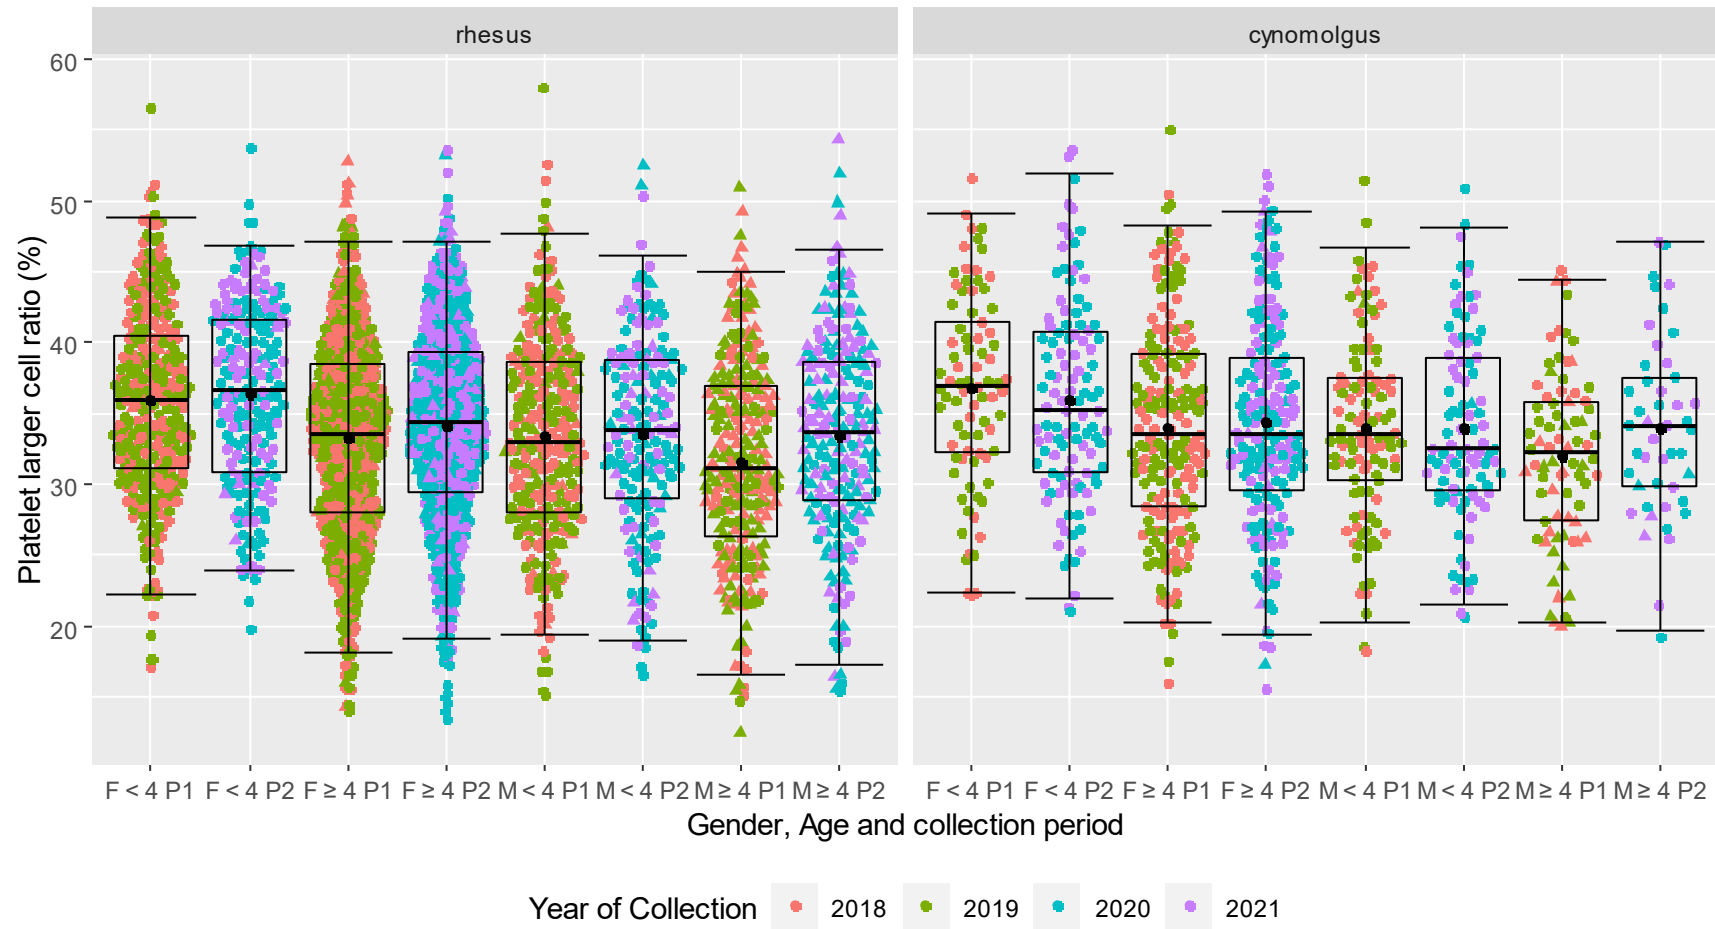 rhesus
cynomolgus
Platelet larger cell ratio (%)
60
50
40
30
20
F < 4 P1 F < 4 P2 F ≥ 4 P1 F ≥ 4 P2 M < 4 P1 M < 4 P2 M ≥ 4 P1 M ≥ 4 P2
F < 4 P1 F < 4 P2 F ≥ 4 P1 F ≥ 4 P2 M < 4 P1 M < 4 P2 M ≥ 4 P1 M ≥ 4 P2
Gender, Age and collection period
Year of Collection 2018 2019 2020 2021